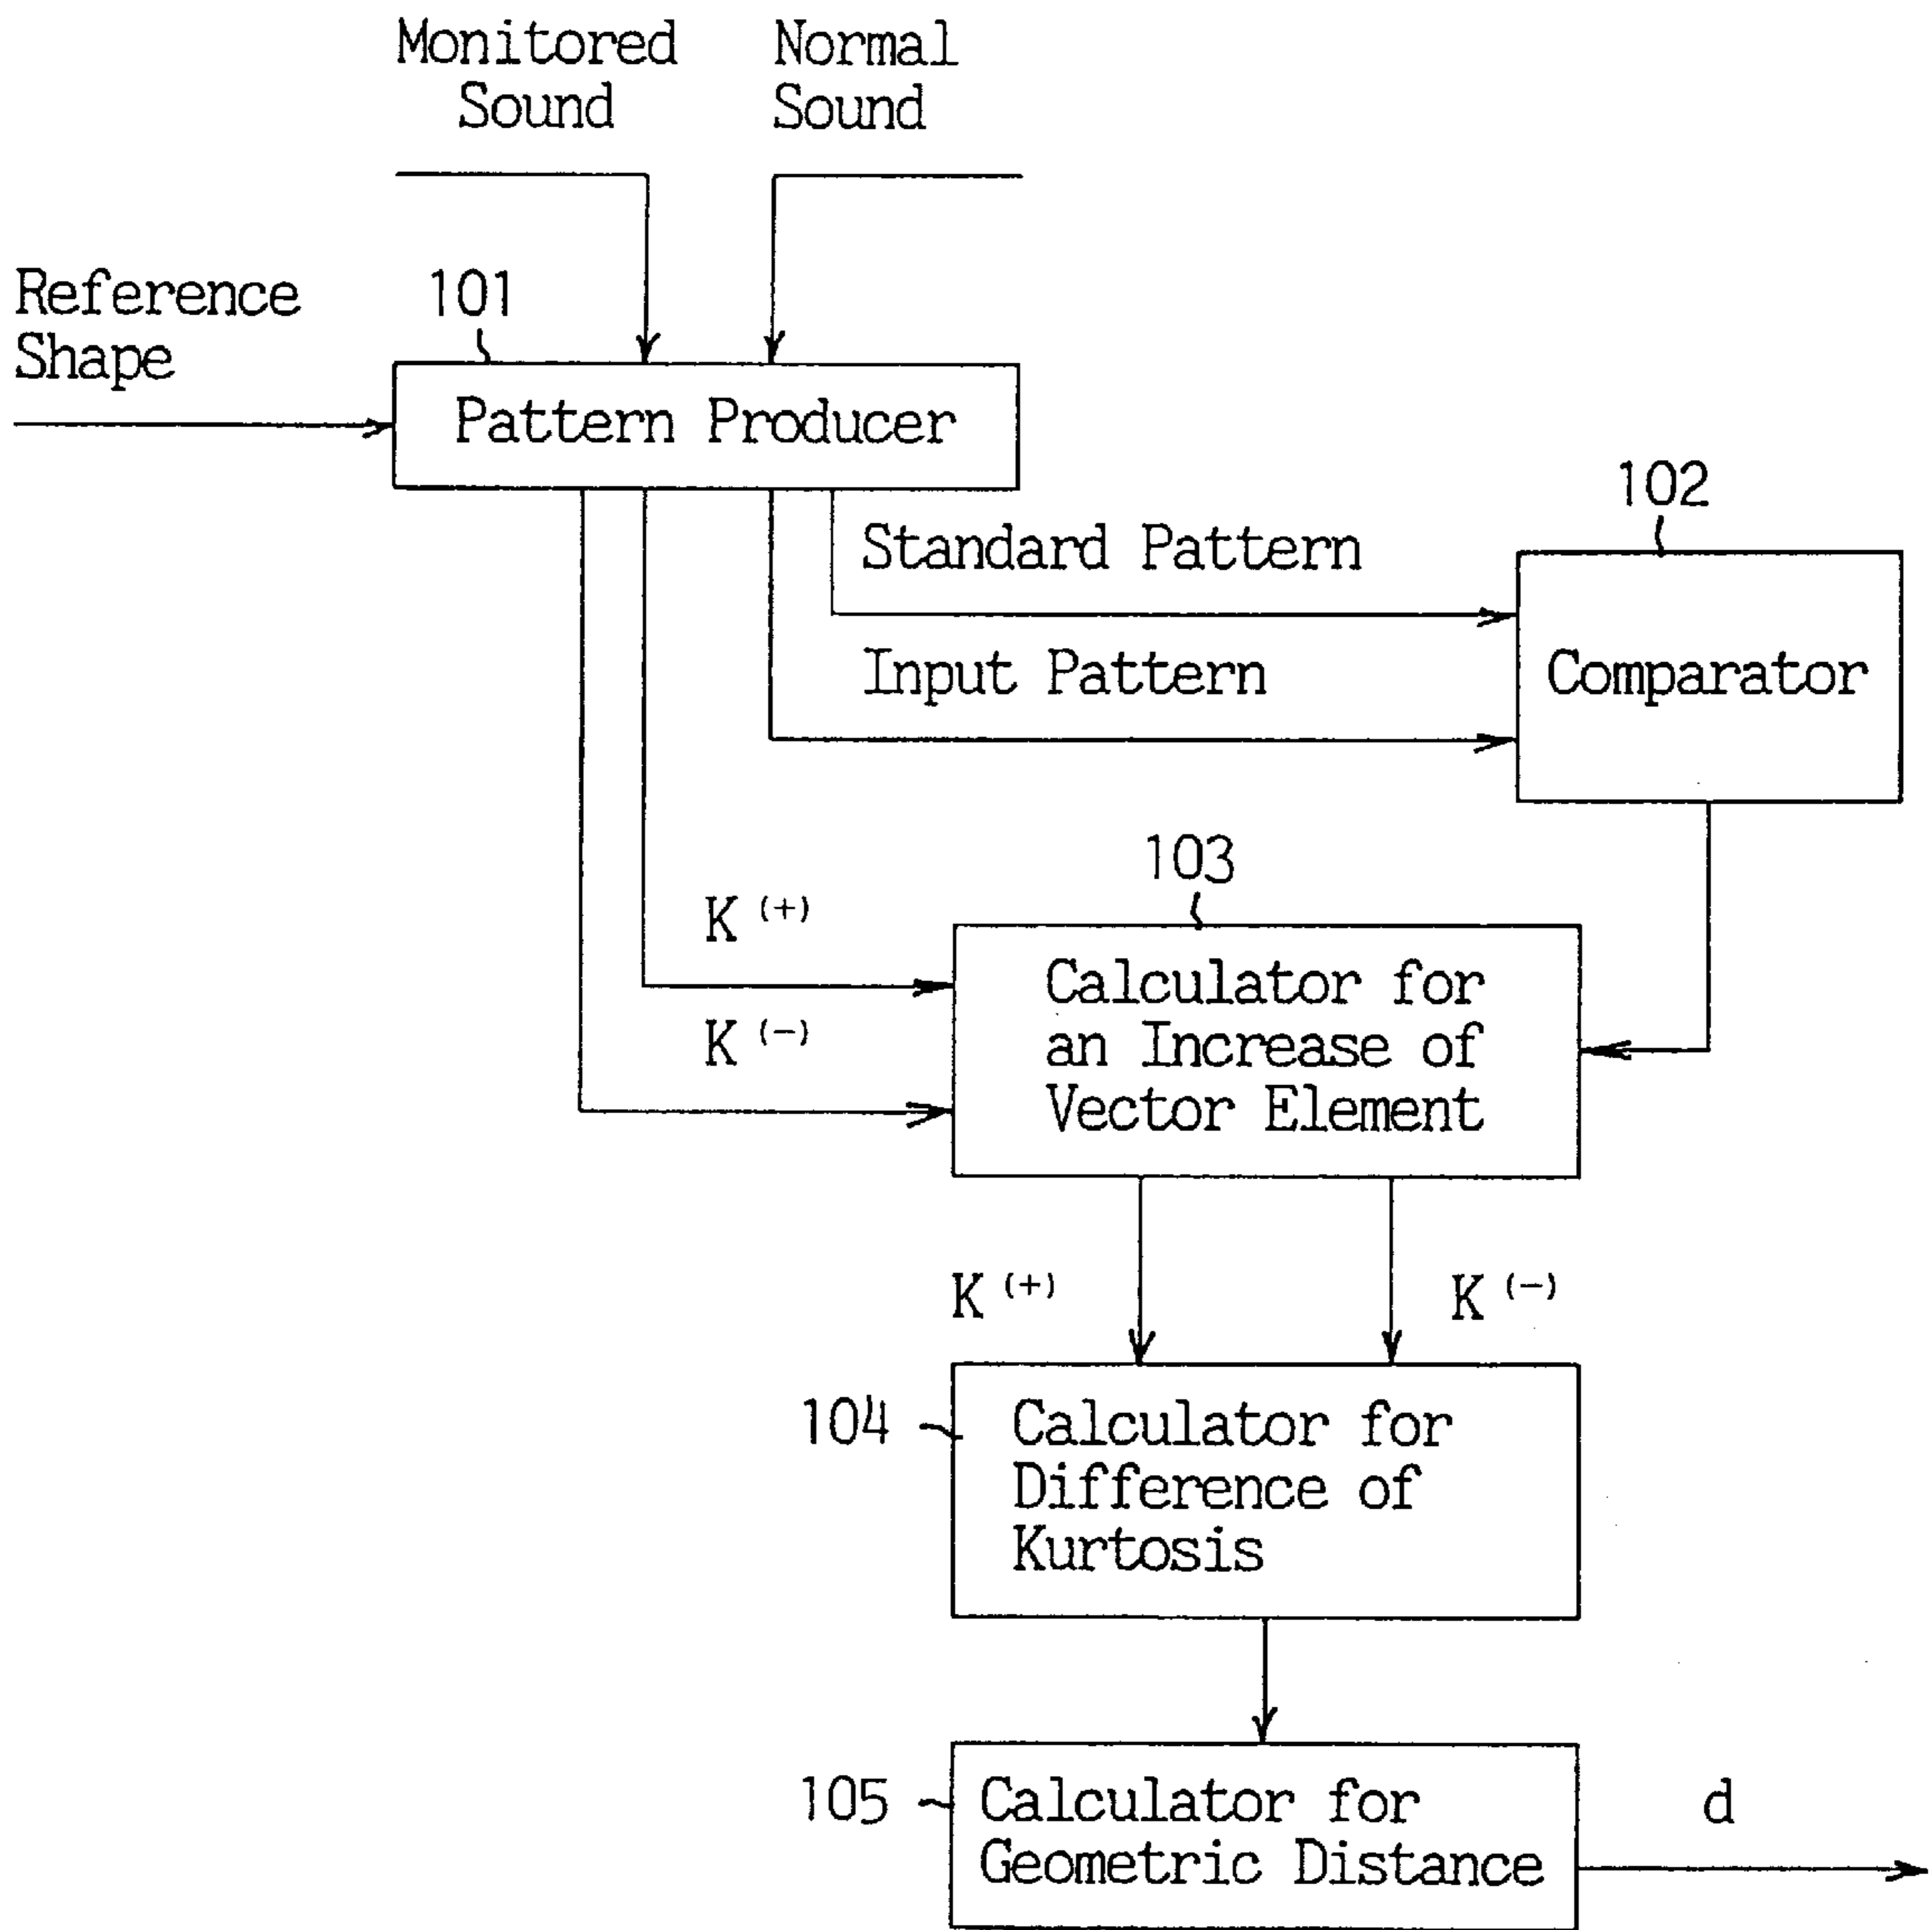 Monitored
Sound
Normal
Sound
Reference
Shape
101
Pattern Producer
102
Standard Pattern
Input Pattern
Comparator
103
K (+)
K (-)
Calculator for
an Increase of
Vector Element
K (+)
K (-)
104
Calculator for
Difference of
Kurtosis
105
Calculator for
Geometric Distance
d